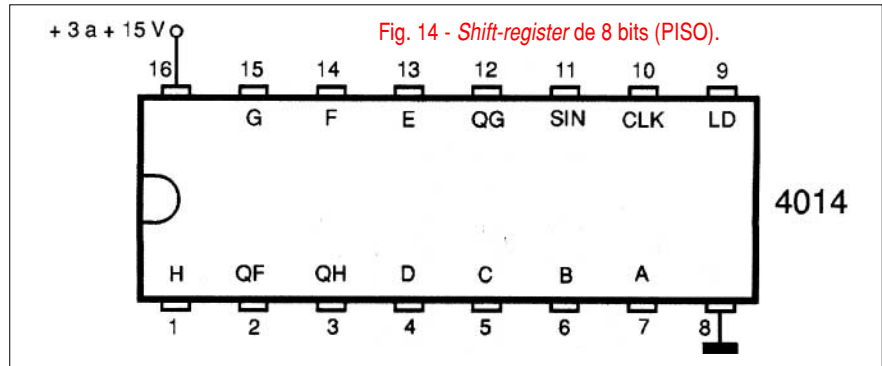 Fig. 14 - Shift-register de 8 bits (PISO).
+ 3 a + 15 V
16 15 14 13 12 11 10 9
G F E QG SIN CLK LD
4014
H QF QH D C B A
1 2 3 4 5 6 7 8